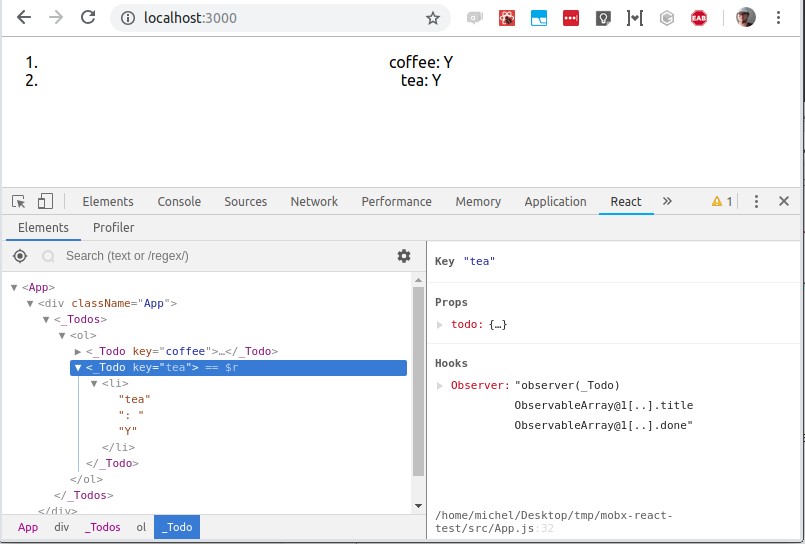 localhost:3000
EAB
1. coffee: Y
2. tea: Y
Elements Console Sources Network Performance Memory Application React » 1
Elements Profiler
Search (text or /regex/)
<App>
<div className="App">
<_Todos>
<ol>
<_Todo key="coffee">…</_Todo>
<_Todo key="tea"> == $r
<li>
"tea"
": "
"Y"
</li>
</_Todo>
</ol>
</_Todos>
</div>
App div _Todos ol _Todo
Key "tea"
Props
todo: {…}
Hooks
Observer: "observer(_Todo)
ObservableArray@1[..].title
ObservableArray@1[..].done"
/home/michel/Desktop/tmp/mobx-react-
test/src/App.js:32